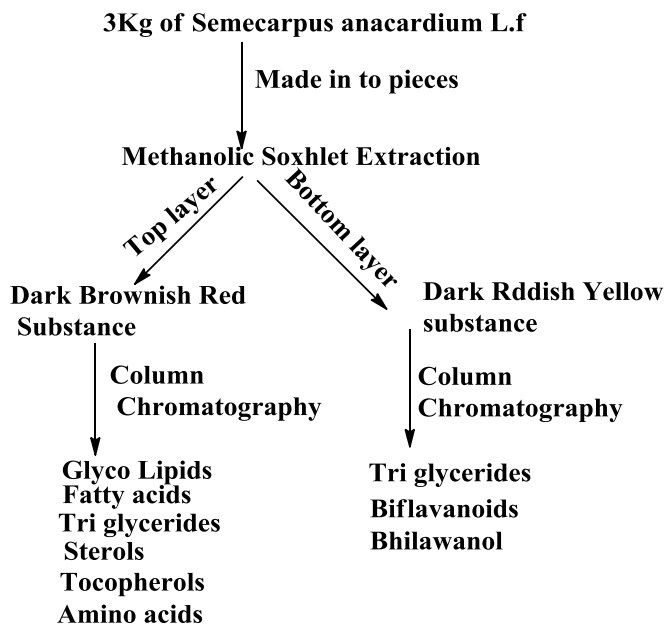 3Kg of Semecarpus anacardium L.f
Made in to pieces
Methanolic Soxhlet Extraction
Top layer
Bottom layer
Dark Brownish Red
Substance
Dark Rddish Yellow
substance
Column
Chromatography
Column
Chromatography
Glyco Lipids
Fatty acids
Tri glycerides
Sterols
Tocopherols
Amino acids
Tri glycerides
Biflavanoids
Bhilawanol